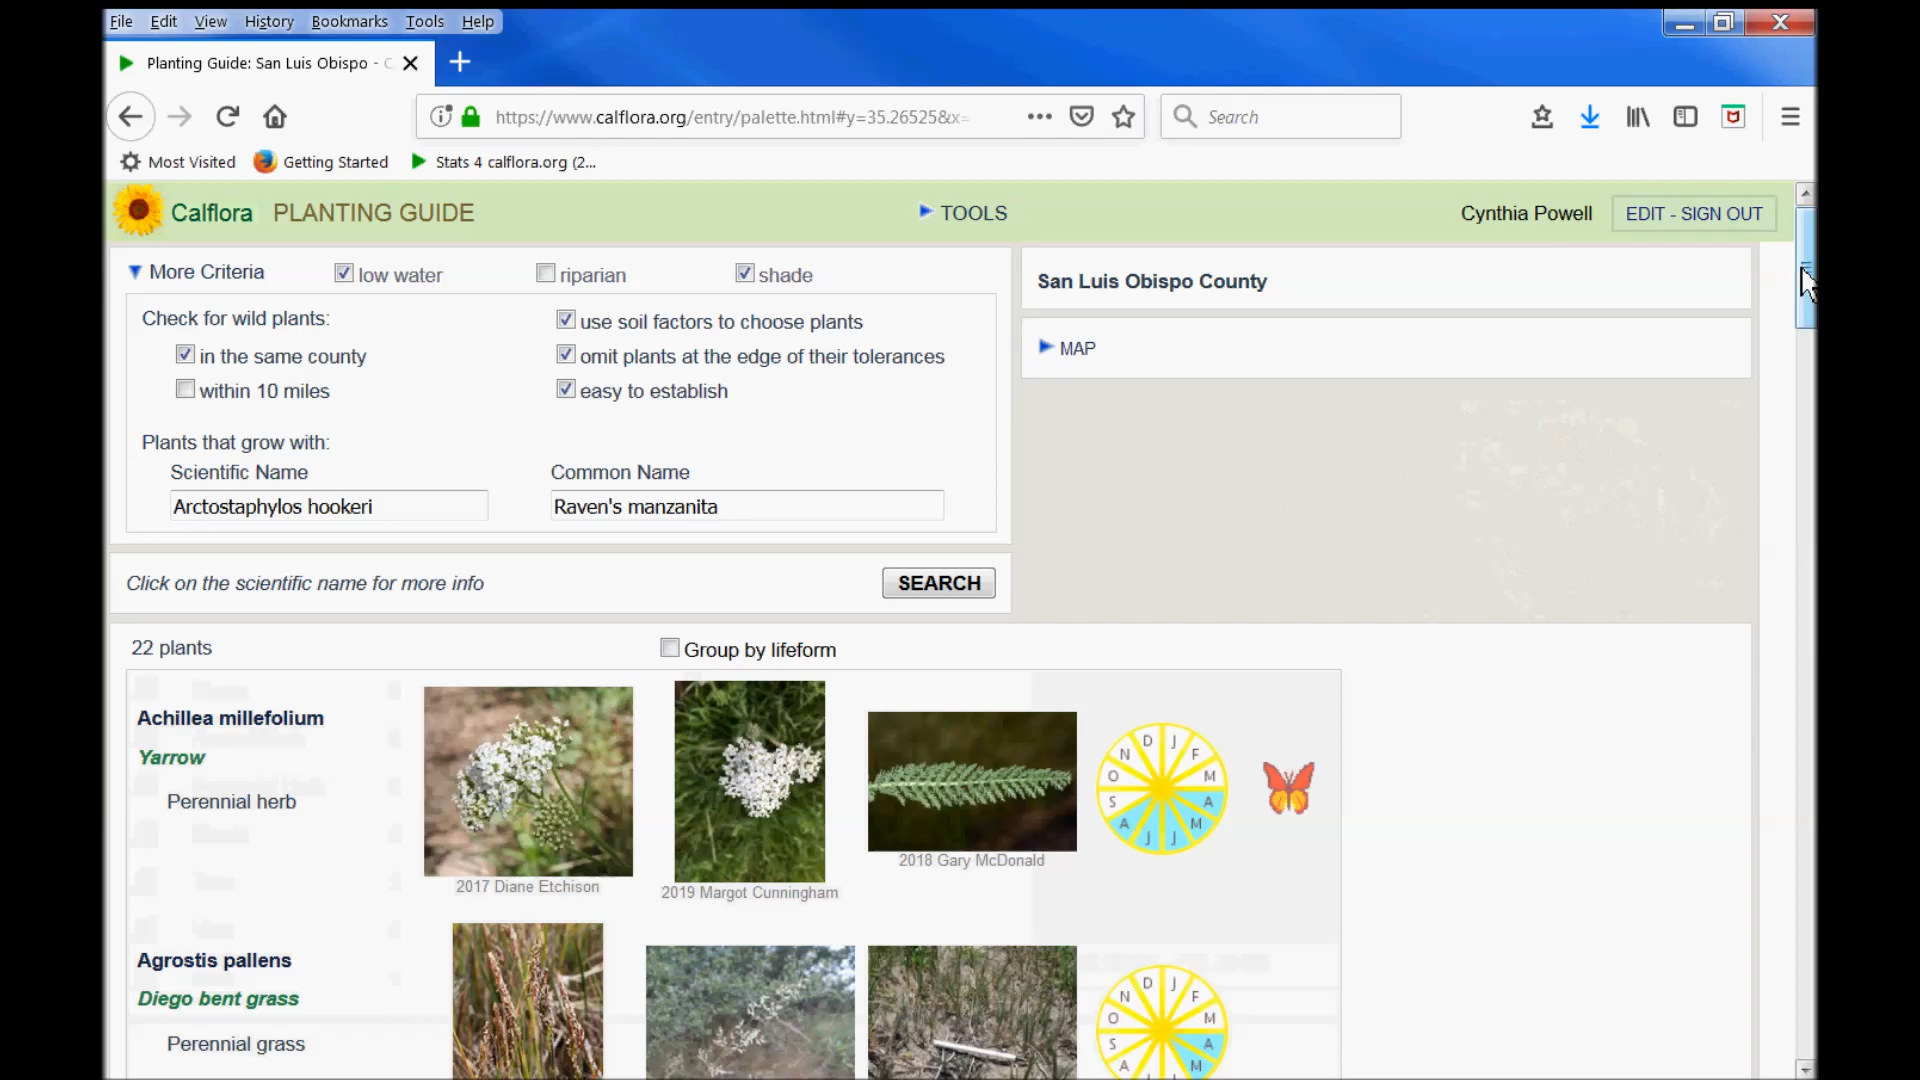 File Edit View History Bookmarks Tools Help
Planting Guide: San Luis Obispo - C
https://www.calflora.org/entry/palette.html#y=35.26525&x= Search
Most Visited Getting Started Stats 4 calflora.org (2...
Calflora PLANTING GUIDE TOOLS Cynthia Powell EDIT - SIGN OUT
More Criteria low water riparian shade
San Luis Obispo County
Check for wild plants: use soil factors to choose plants
MAP
in the same county omit plants at the edge of their tolerances
within 10 miles easy to establish
Plants that grow with:
Scientific Name Common Name
Arctostaphylos hookeri Raven's manzanita
Click on the scientific name for more info SEARCH
22 plants Group by lifeform
Achillea millefolium
Yarrow
Perennial herb
D J
N F
O M
S A
A M
J J
2017 Diane Etchison 2019 Margot Cunningham 2018 Gary McDonald
Agrostis pallens
Diego bent grass
Perennial grass
D J
N F
O M
S A
A M